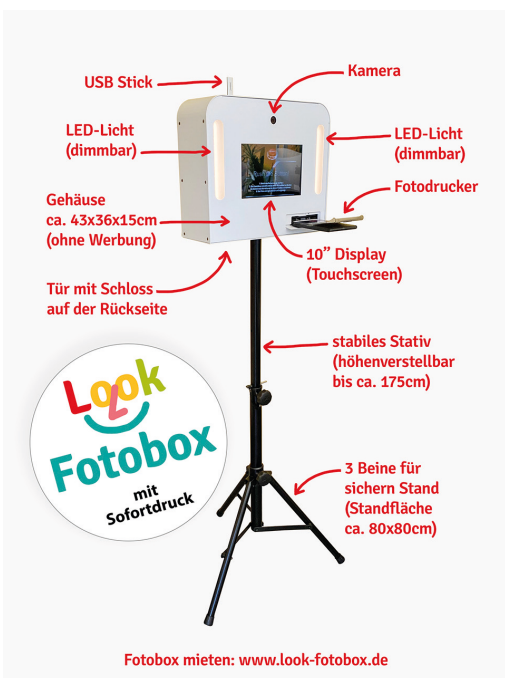 USB Stick
Kamera
LED-Licht
(dimmbar)
LED-Licht
(dimmbar)
Fotodrucker
Gehäuse
ca. 43x36x15cm
(ohne Werbung)
10” Display
(Touchscreen)
Tür mit Schloss
auf der Rückseite
stabiles Stativ
(höhenverstellbar
bis ca. 175cm)
Look
Fotobox
mit
Sofortdruck
3 Beine für
sichern Stand
(Standfläche
ca. 80x80cm)
Fotobox mieten: www.look-fotobox.de